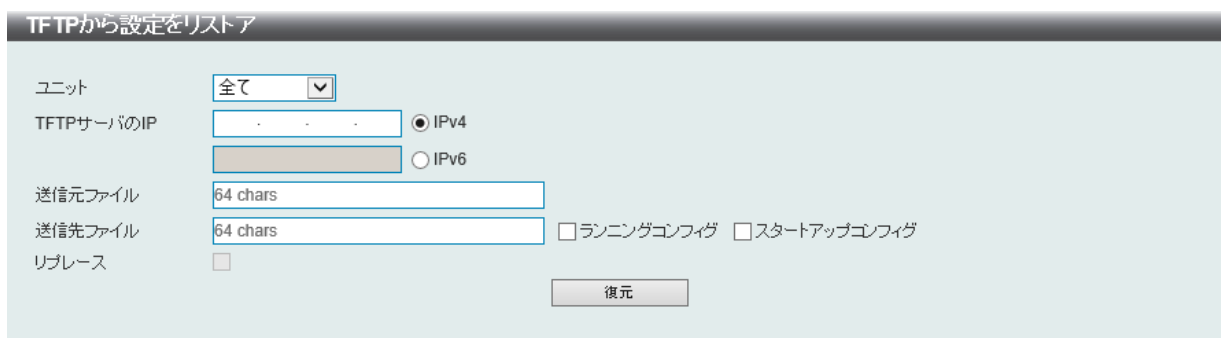 TFTPから設定をリストア
ユニット 全て
TFTPサーバのIP . . . IPv4
IPv6
送信元ファイル 64 chars
送信先ファイル 64 chars ランニングコンフィグ スタートアップコンフィグ
リプレース
復元